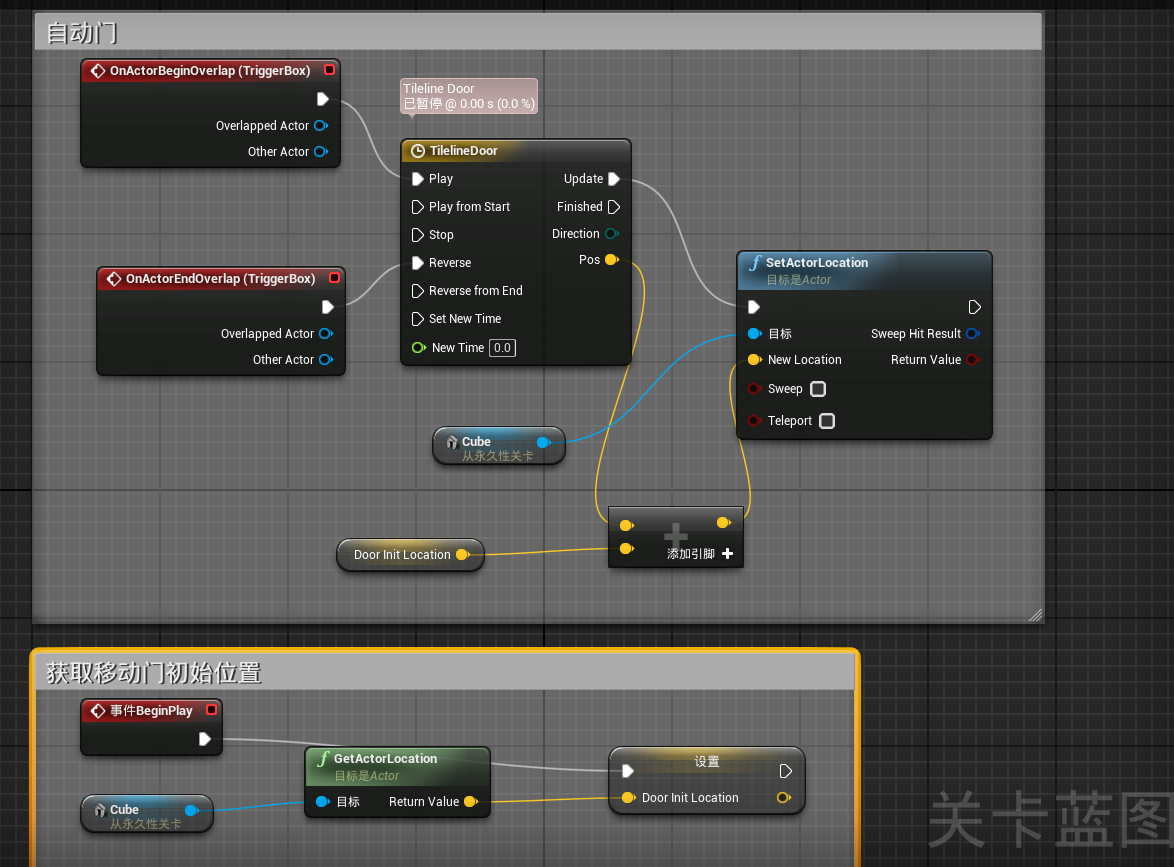 自动门
OnActorBeginOverlap (TriggerBox)
Overlapped Actor
Other Actor
Tileline Door
已暂停 @ 0.00 s (0.0 %)
TilelineDoor
Play
Update
Play from Start
Finished
Stop
Direction
Reverse
Pos
Reverse from End
Set New Time
New Time 0.0
OnActorEndOverlap (TriggerBox)
Overlapped Actor
Other Actor
SetActorLocation
目标是Actor
目标
Sweep Hit Result
New Location
Return Value
Sweep
Teleport
Cube
从永久性关卡
Door Init Location
添加引脚
获取移动门初始位置
事件BeginPlay
GetActorLocation
目标是Actor
目标
Return Value
设置
Door Init Location
Cube
从永久性关卡
关卡蓝图